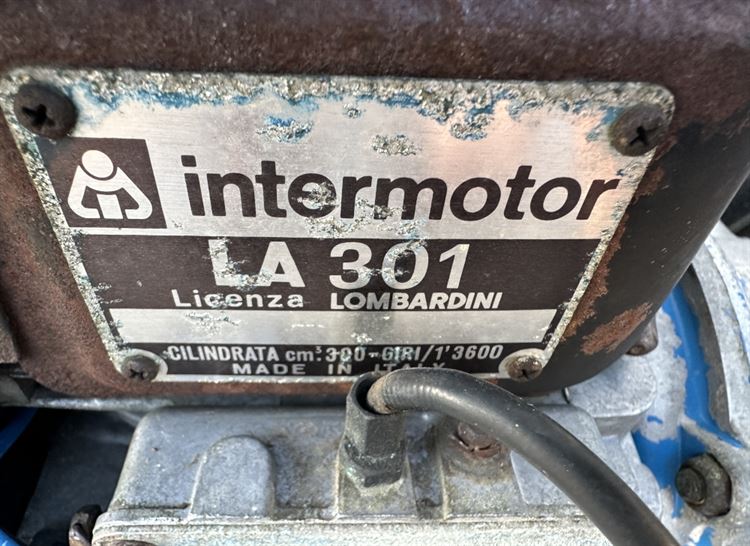 intermotor
LA 301
Licenza LOMBARDINI
CILINDRATA cm³ 300 - GIRI/1' 3600
MADE IN ITALY